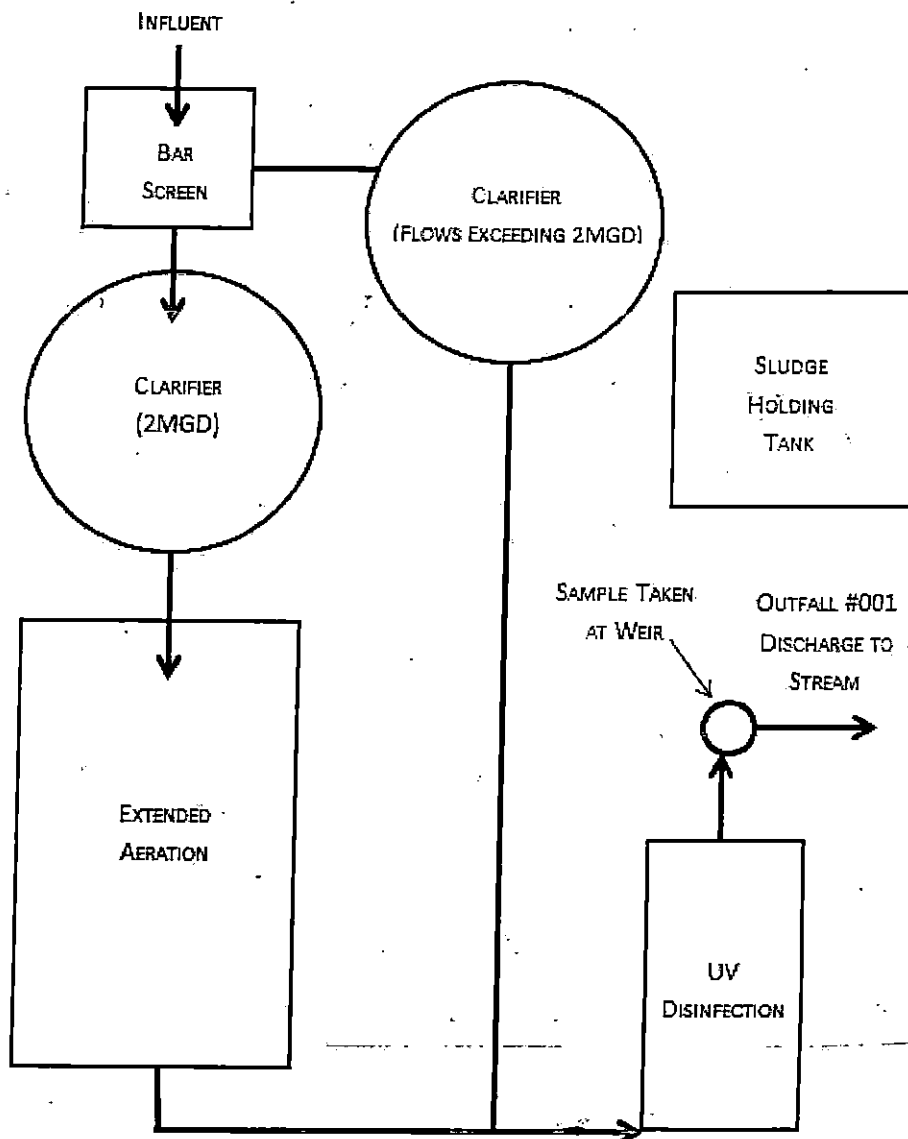 INFLUENT
BAR
SCREEN
CLARIFIER
(FLOWS EXCEEDING 2MGD)
CLARIFIER
(2MGD)
SLUDGE
HOLDING
TANK
SAMPLE TAKEN
AT WEIR
OUTFALL #001
DISCHARGE TO
STREAM
EXTENDED
AERATION
UV
DISINFECTION